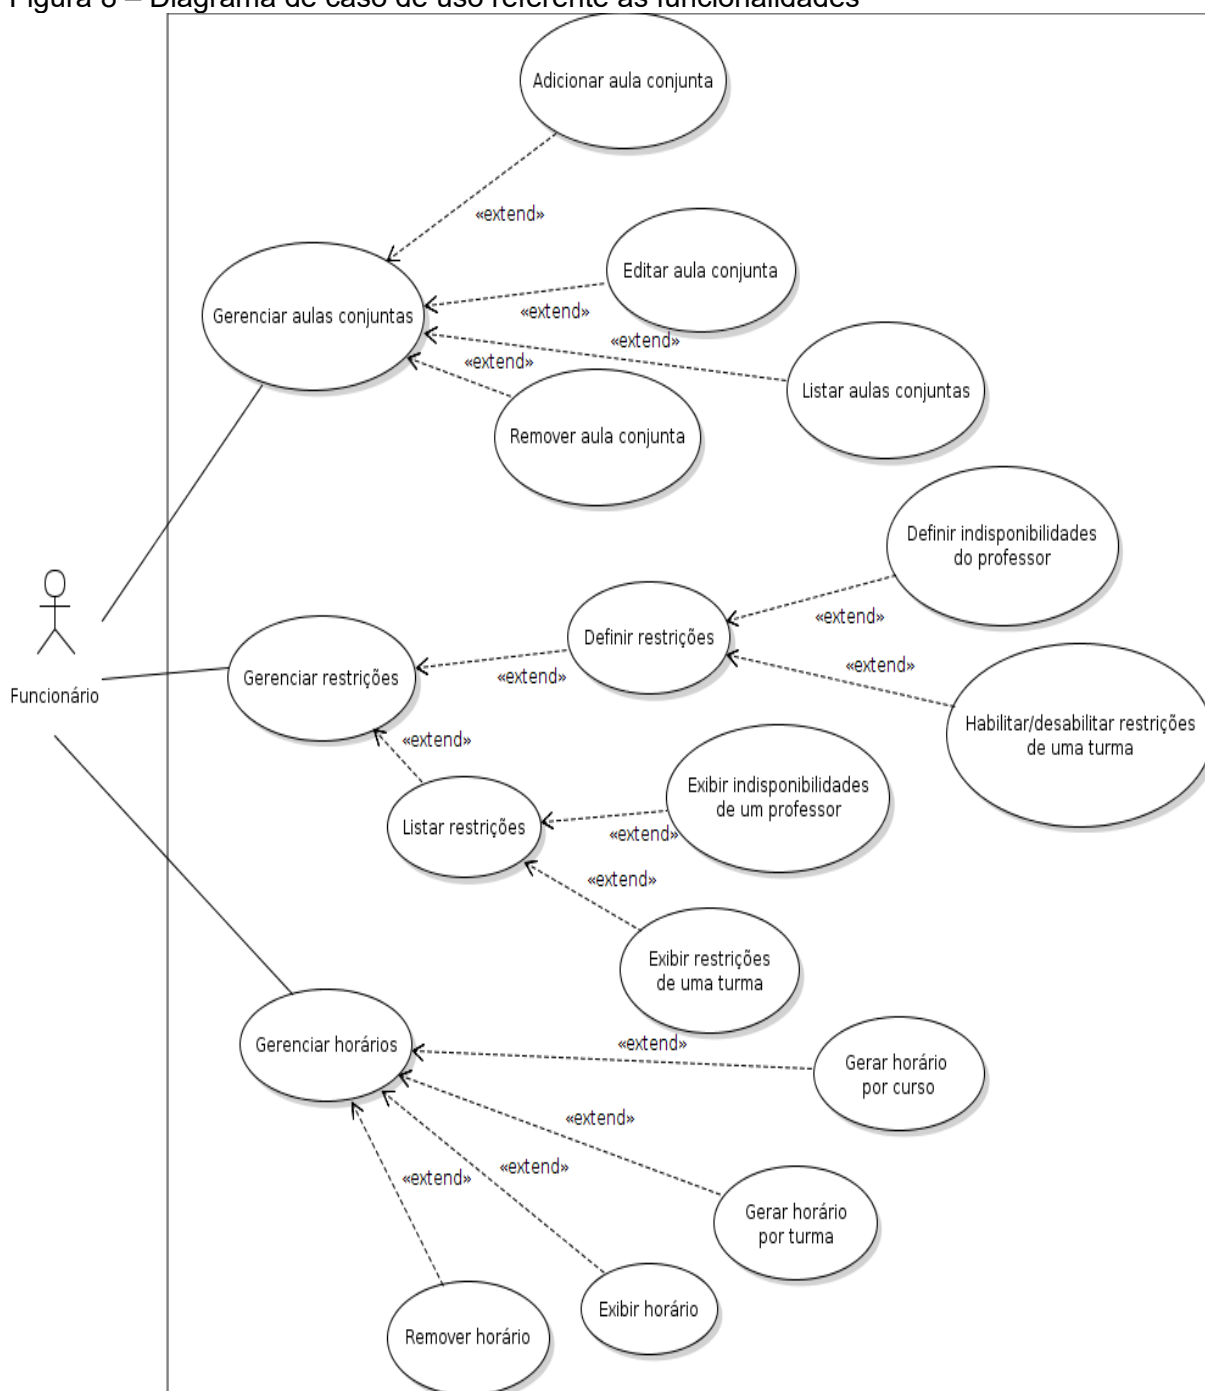 Figura 8 – Diagrama de caso de uso referente às funcionalidades
Adicionar aula conjunta
«extend»
Editar aula conjunta
Gerenciar aulas conjuntas
«extend»
«extend»
«extend»
Listar aulas conjuntas
Remover aula conjunta
Definir indisponibilidades
do professor
«extend»
Definir restrições
«extend»
Gerenciar restrições
«extend»
Funcionário
Habilitar/desabilitar restrições
de uma turma
«extend»
Exibir indisponibilidades
de um professor
Listar restrições
«extend»
«extend»
Exibir restrições
de uma turma
Gerenciar horários
«extend»
Gerar horário
por curso
«extend»
«extend»
«extend»
Gerar horário
por turma
Exibir horário
Remover horário